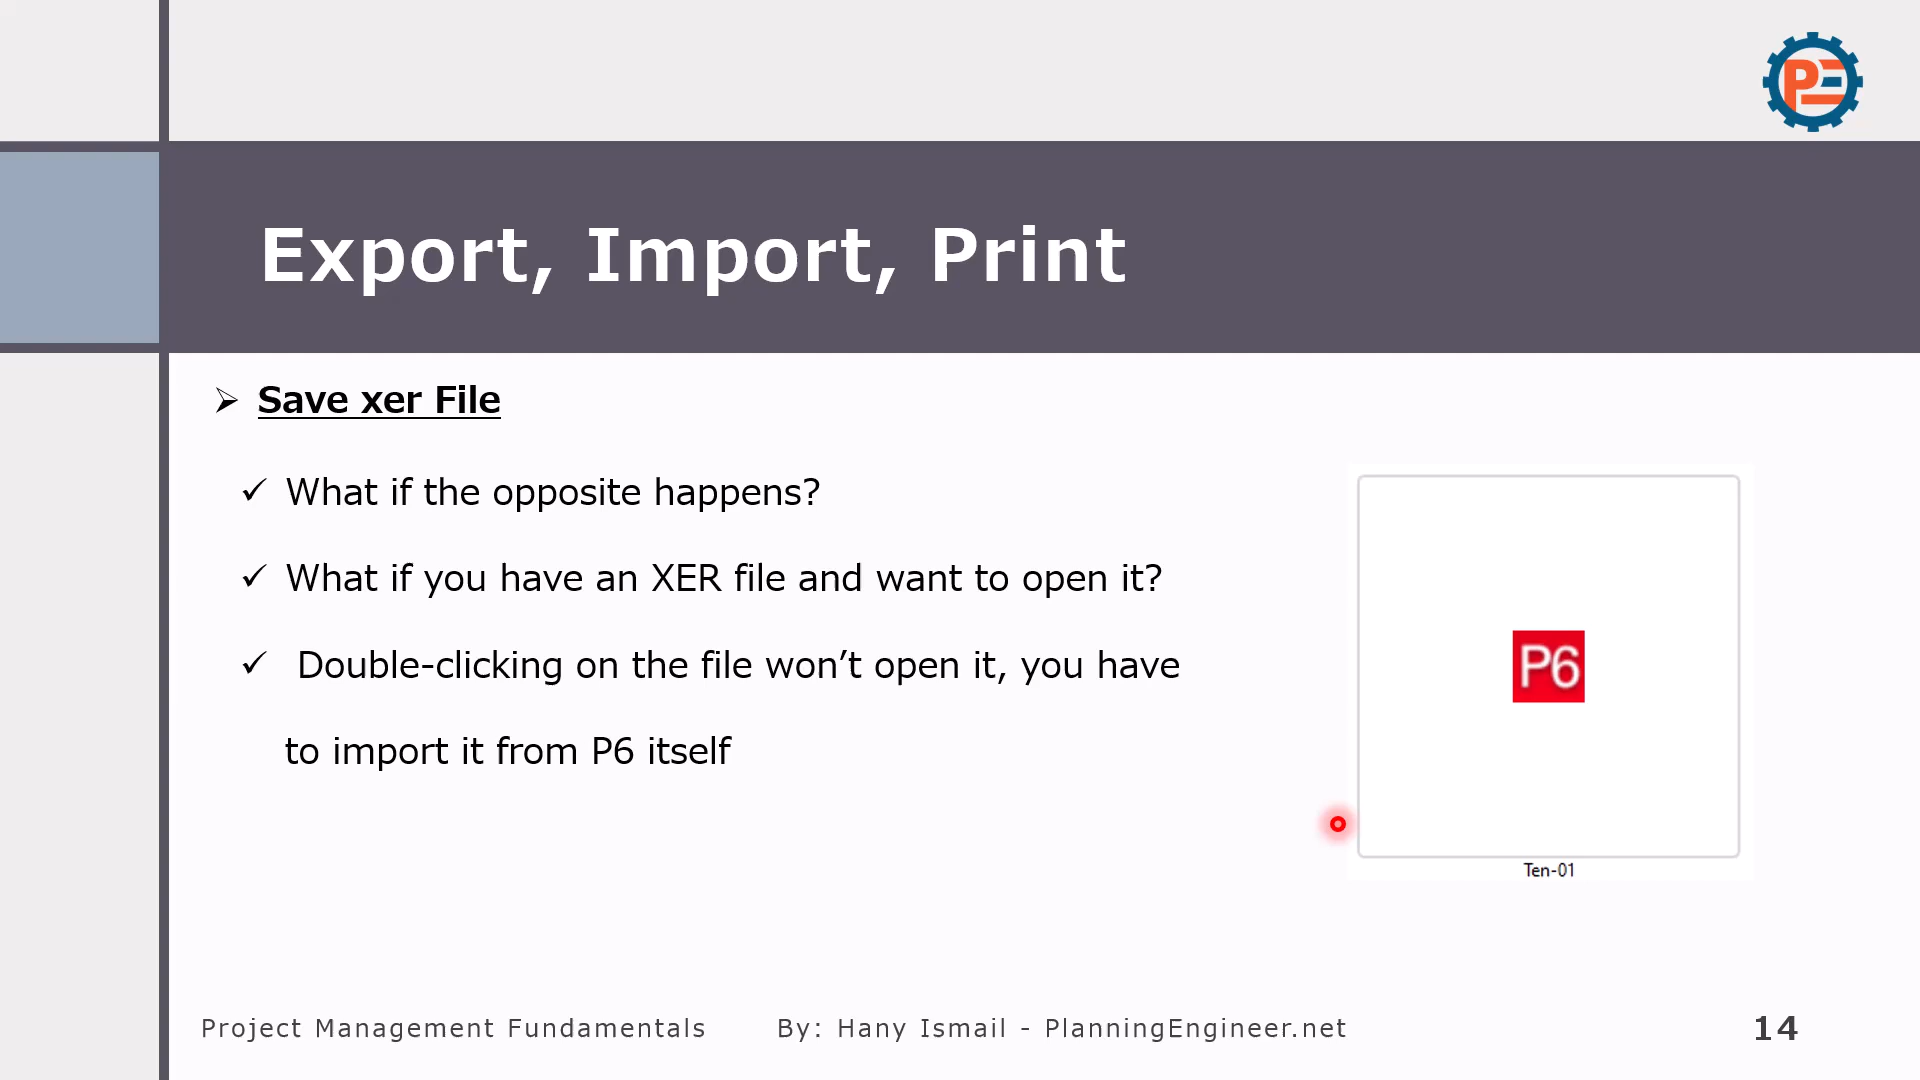 PE
Export, Import, Print
➢ Save xer File
✓ What if the opposite happens?
✓ What if you have an XER file and want to open it?
✓ Double-clicking on the file won’t open it, you have
to import it from P6 itself
P6
Ten-01
Project Management Fundamentals By: Hany Ismail - PlanningEngineer.net 14